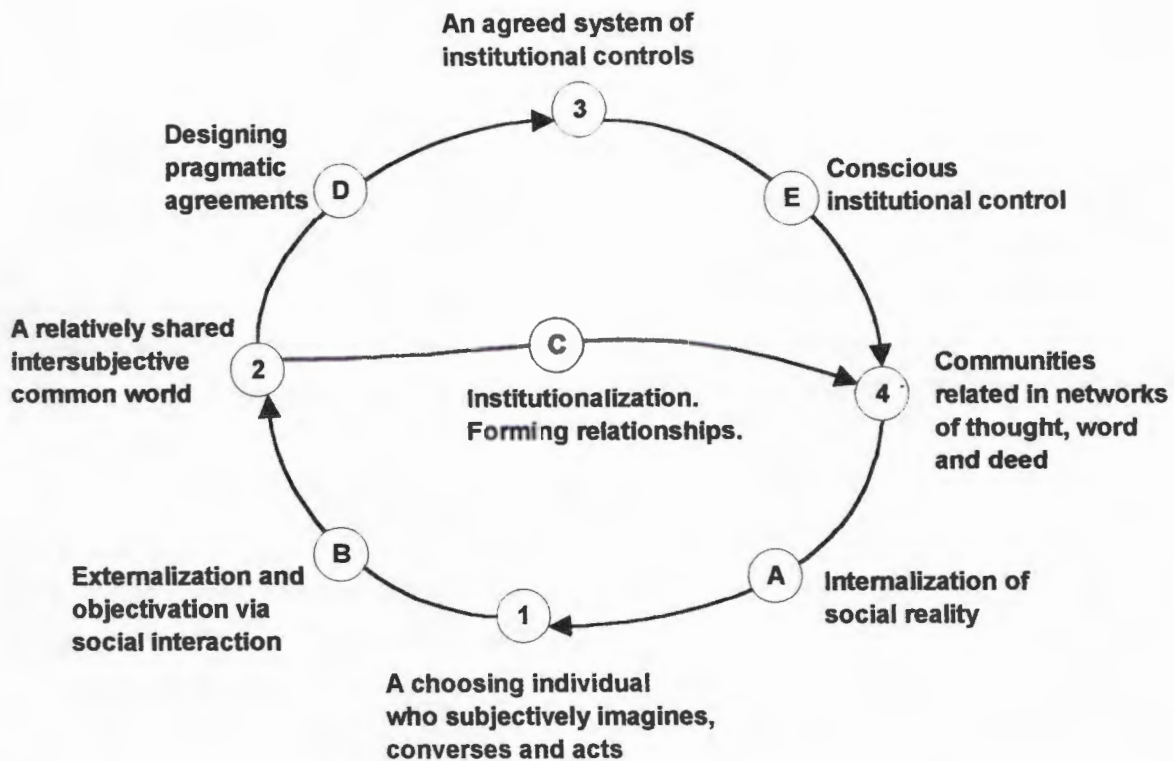 An agreed system of
institutional controls
3
Designing
pragmatic
agreements
D
Conscious
institutional control
E
A relatively shared
intersubjective
common world
2
C
Institutionalization.
Forming relationships.
4
Communities
related in networks
of thought, word
and deed
B
Externalization and
objectivation via
social interaction
A
Internalization of
social reality
1
A choosing individual
who subjectively imagines,
converses and acts